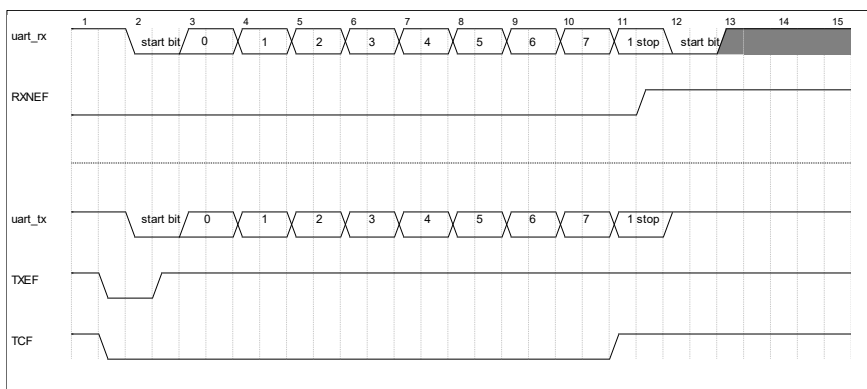 1 2 3 4 5 6 7 8 9 10 11 12 13 14 15
uart_rx start bit 0 1 2 3 4 5 6 7 1 stop start bit
RXNEF
uart_tx start bit 0 1 2 3 4 5 6 7 1 stop
TXEF
TCF